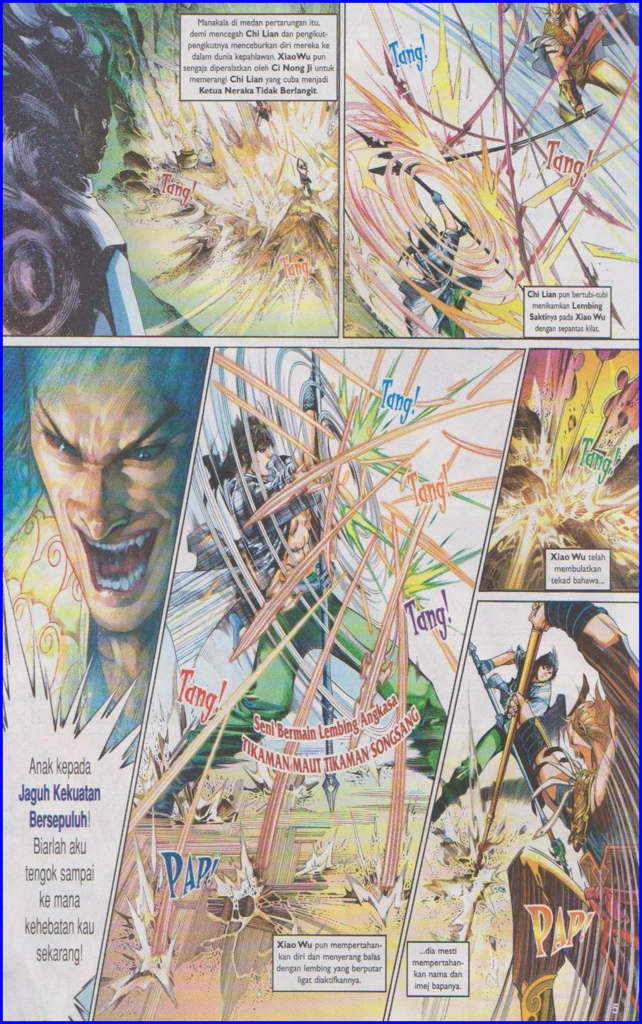 Manakala di medan pertarungan itu,
demi mencegah Chi Lian dan pengikut-
pengikutnya menceburkan diri mereka ke
dalam dunia kepahlawan, Xiao Wu pun
sengaja diperalatkan oleh Ci Nong Ji untuk
memerangi Chi Lian yang cuba menjadi
Ketua Neraka Tidak Berlangit.
Tang!
Tang!
Tang!
Tang!
Chi Lian pun bertubi-tubi
menikamkan Lembing
Saktinya pada Xiao Wu
dengan sepantas kilat.
Anak kepada
Jaguh Kekuatan
Bersepuluh!
Biarlah aku
tengok sampai
ke mana
kehebatan kau
sekarang!
Tang!
Tang!
Tang!
Tang!
Seni Bermain Lembing Angkasa
TIKAMAN MAUT TIKAMAN SONGSANG
PAP!
Xiao Wu pun mempertahan-
kan diri dan menyerang balas
dengan lembing yang berputar
ligat diaktifkannya.
Tang!
Xiao Wu telah
membulatkan
tekad bahawa...
...dia mesti
mempertahan-
kan nama dan
imej bapanya.
PAP!